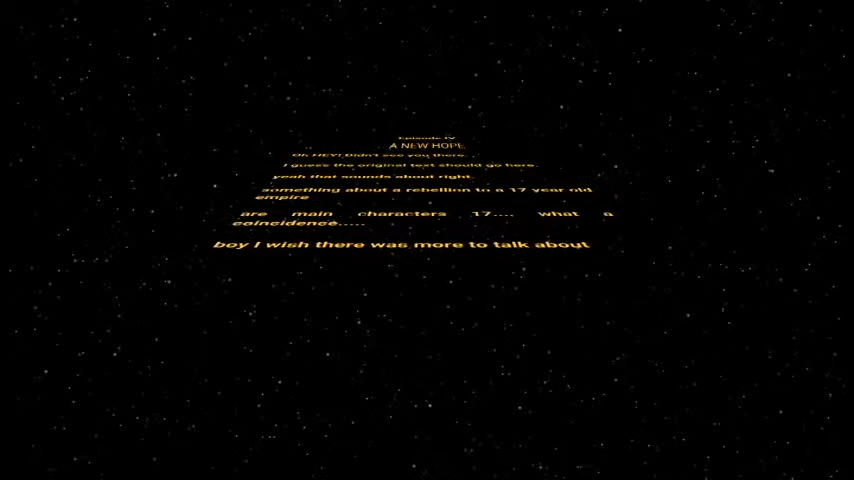 Episode IV
A NEW HOPE
Oh HEY! Didn't see you there.
I guess the original text should go here.
yeah that sounds about right.
something about a rebellion to a 17 year old
empire
are main characters 17.... what a
coincidence.....
boy I wish there was more to talk about